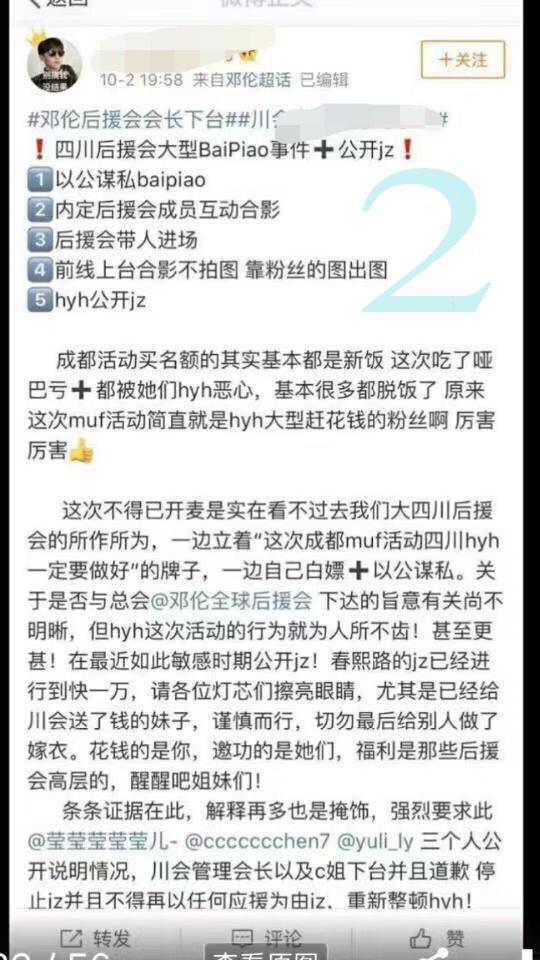 返回
微博正文
10-2 19:58 来自邓伦超话 已编辑
+关注
别搞我
没结果
#邓伦后援会会长下台##川会
#
❗四川后援会大型BaiPiao事件➕公开jz❗
1️⃣以公谋私baipiao
2️⃣内定后援会成员互动合影
3️⃣后援会带人进场
4️⃣前线上台合影不拍图 靠粉丝的图出图
5️⃣hyh公开jz
2
成都活动买名额的其实基本都是新饭 这次吃了哑
巴亏➕都被她们hyh恶心，基本很多都脱饭了 原来
这次muf活动简直就是hyh大型赶花钱的粉丝啊 厉害
厉害👍
这次不得已开麦是实在看不过去我们大四川后援
会的所作所为，一边立着“这次成都muf活动四川hyh
一定要做好”的牌子，一边自己白嫖➕以公谋私。关
于是否与总会@邓伦全球后援会 下达的旨意有关尚不
明晰，但hyh这次活动的行为就为人所不齿！甚至更
甚！在最近如此敏感时期公开jz！春熙路的jz已经进
行到快一万，请各位灯芯们擦亮眼睛，尤其是已经给
川会送了钱的妹子，谨慎而行，切勿最后给别人做了
嫁衣。花钱的是你，邀功的是她们，福利是那些后援
会高层的，醒醒吧姐妹们！
条条证据在此，解释再多也是掩饰，强烈要求此
@莹莹莹莹莹儿- @ccccccchen7 @yuli_ly 三个人公
开说明情况，川会管理会长以及c姐下台并且道歉 停
止jz并且不得再以任何应援为由jz，重新整顿hyh！
转发
评论
赞
查看原图